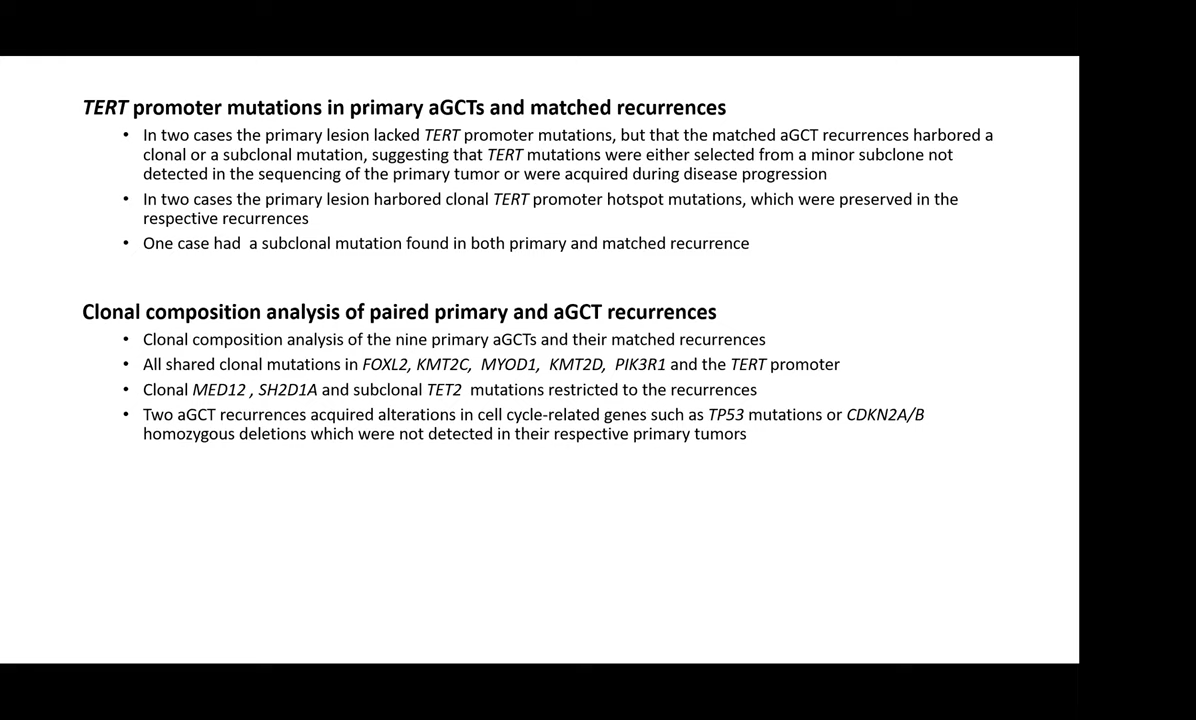 TERT promoter mutations in primary aGCTs and matched recurrences
• In two cases the primary lesion lacked TERT promoter mutations, but that the matched aGCT recurrences harbored a
clonal or a subclonal mutation, suggesting that TERT mutations were either selected from a minor subclone not
detected in the sequencing of the primary tumor or were acquired during disease progression
• In two cases the primary lesion harbored clonal TERT promoter hotspot mutations, which were preserved in the
respective recurrences
• One case had  a subclonal mutation found in both primary and matched recurrence
Clonal composition analysis of paired primary and aGCT recurrences
• Clonal composition analysis of the nine primary aGCTs and their matched recurrences
• All shared clonal mutations in FOXL2, KMT2C,  MYOD1,  KMT2D,  PIK3R1 and the TERT promoter
• Clonal MED12 , SH2D1A and subclonal TET2  mutations restricted to the recurrences
• Two aGCT recurrences acquired alterations in cell cycle-related genes such as TP53 mutations or CDKN2A/B
homozygous deletions which were not detected in their respective primary tumors